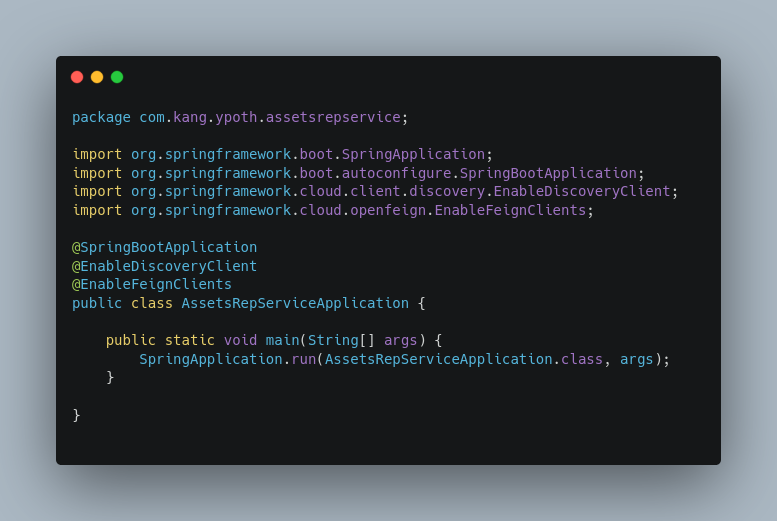 package com.kang.ypoth.assetsrepservice;
import org.springframework.boot.SpringApplication;
import org.springframework.boot.autoconfigure.SpringBootApplication;
import org.springframework.cloud.client.discovery.EnableDiscoveryClient;
import org.springframework.cloud.openfeign.EnableFeignClients;
@SpringBootApplication
@EnableDiscoveryClient
@EnableFeignClients
public class AssetsRepServiceApplication {
    public static void main(String[] args) {
        SpringApplication.run(AssetsRepServiceApplication.class, args);
    }
}